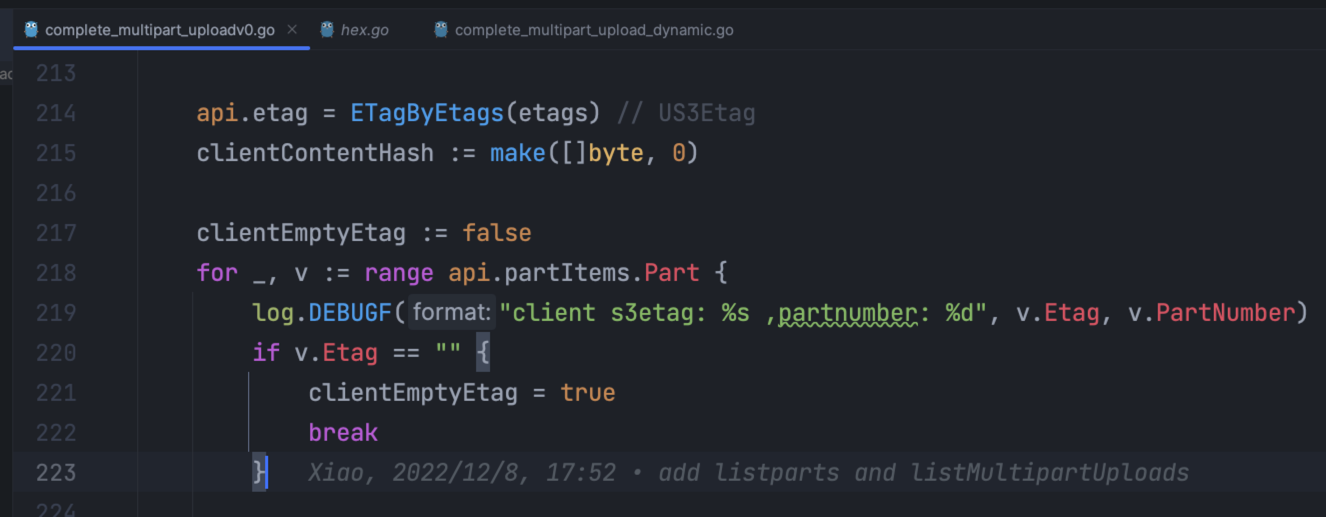 complete_multipart_uploadv0.go × hex.go complete_multipart_upload_dynamic.go
213
214 api.etag = ETagByEtags(etags) // US3Etag
215 clientContentHash := make([]byte, 0)
216
217 clientEmptyEtag := false
218 for _, v := range api.partItems.Part {
219 log.DEBUGF( format: "client s3etag: %s ,partnumber: %d", v.Etag, v.PartNumber)
220 if v.Etag == "" {
221 clientEmptyEtag = true
222 break
223 } Xiao, 2022/12/8, 17:52 • add listparts and listMultipartUploads
224